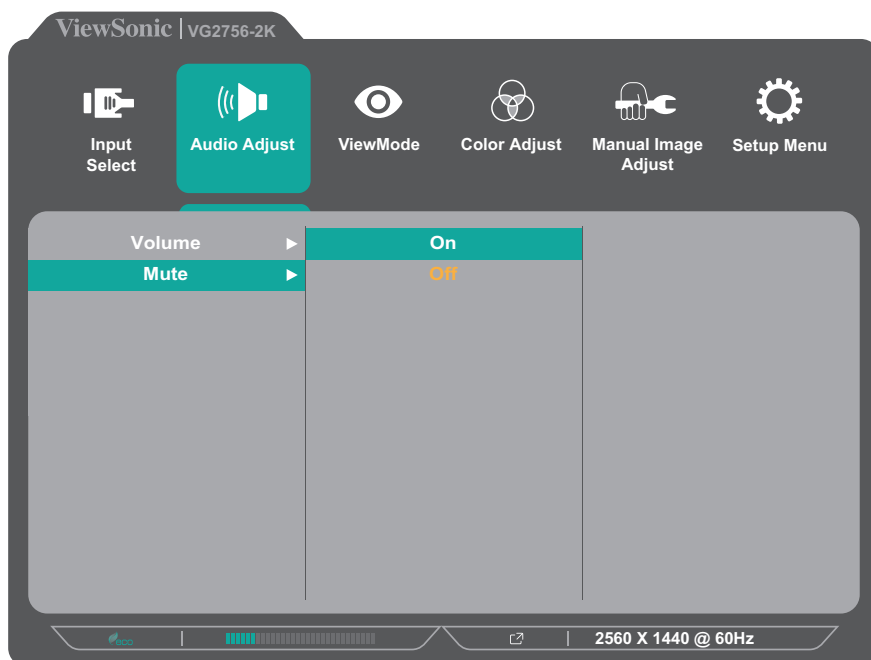 ViewSonic | VG2756-2K
Input Select
Audio Adjust
ViewMode
Color Adjust
Manual Image Adjust
Setup Menu
Volume
On
Mute
Off
eco
2560 X 1440 @ 60Hz